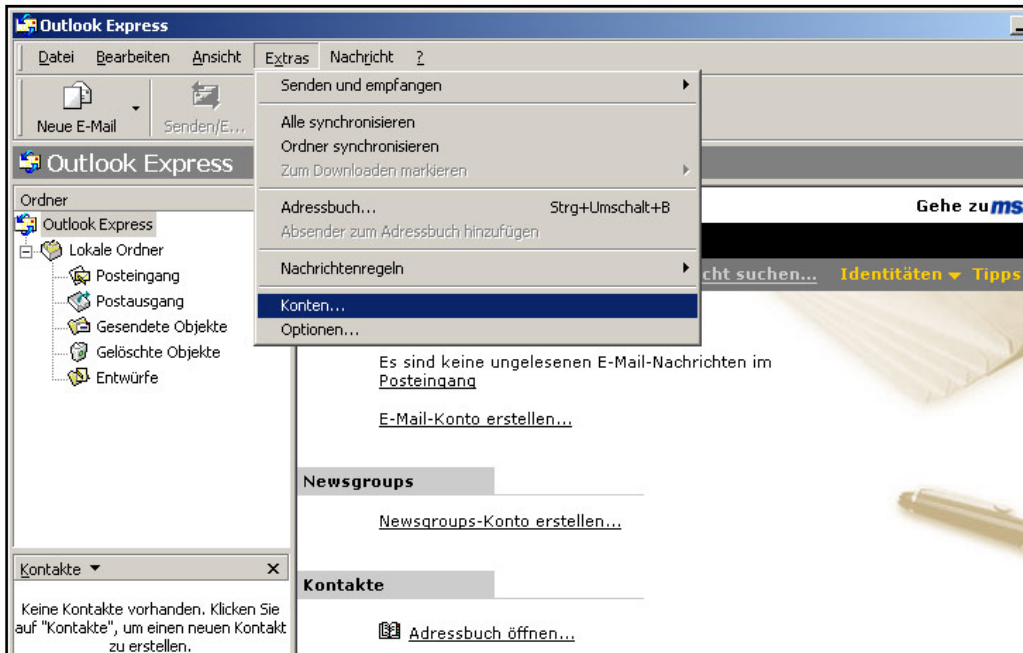 Outlook Express
Datei Bearbeiten Ansicht Extras Nachricht ?
Neue E-Mail Senden/E...
Senden und empfangen
Alle synchronisieren
Ordner synchronisieren
Zum Downloaden markieren
Adressbuch... Strg+Umschalt+B
Absender zum Adressbuch hinzufügen
Nachrichtenregeln
Konten...
Optionen...
Outlook Express
Ordner
Outlook Express
Lokale Ordner
Posteingang
Postausgang
Gesendete Objekte
Gelöschte Objekte
Entwürfe
Kontakte
Keine Kontakte vorhanden. Klicken Sie
auf "Kontakte", um einen neuen Kontakt
zu erstellen.
Gehe zu ms
cht suchen... Identitäten Tipps
Es sind keine ungelesenen E-Mail-Nachrichten im
Posteingang
E-Mail-Konto erstellen...
Newsgroups
Newsgroups-Konto erstellen...
Kontakte
Adressbuch öffnen...